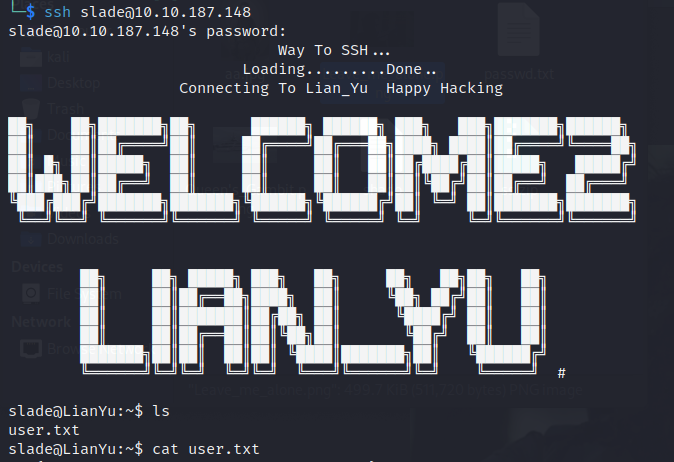 └─$ ssh slade@10.10.187.148
slade@10.10.187.148's password:
Way To SSH...
Loading.........Done..
Connecting To Lian_Yu  Happy Hacking
WELCOME2
LIAN_YU #
slade@LianYu:~$ ls
user.txt
slade@LianYu:~$ cat user.txt